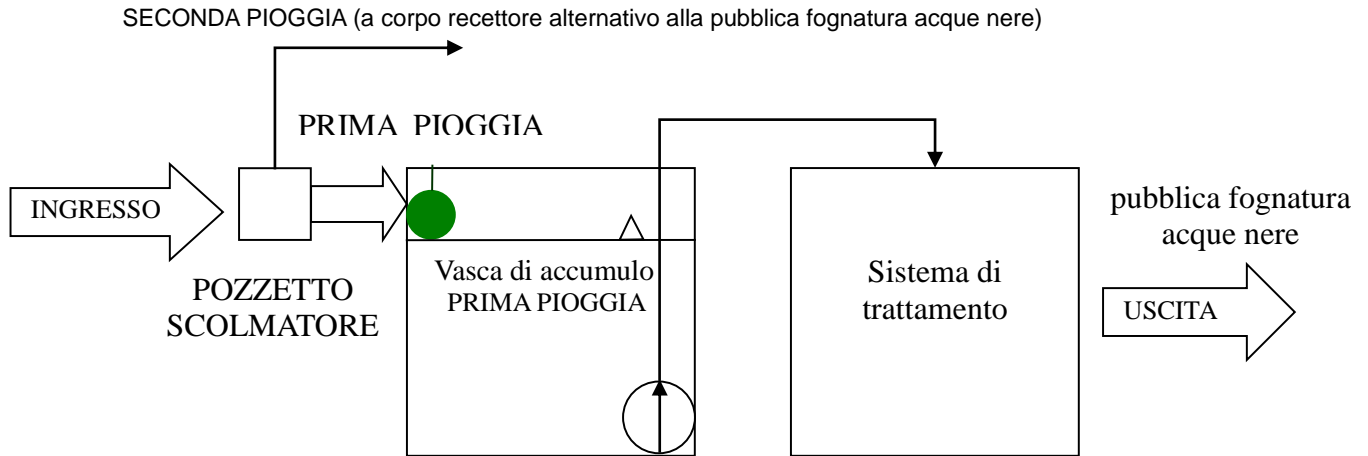 SECONDA PIOGGIA (a corpo recettore alternativo alla pubblica fognatura acque nere)
PRIMA PIOGGIA
INGRESSO
POZZETTO
SCOLMATORE
Vasca di accumulo
PRIMA PIOGGIA
Sistema di
trattamento
pubblica fognatura
acque nere
USCITA